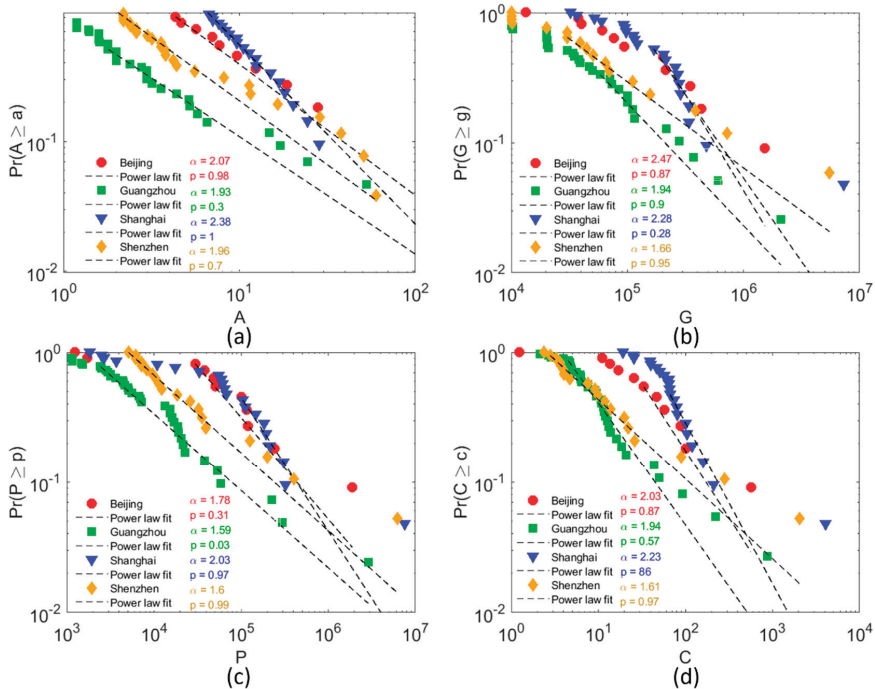 10^0
10^-1
10^-2
Pr(A ≥ a)
Beijing α = 2.07
Power law fit p = 0.98
Guangzhou α = 1.93
Power law fit p = 0.3
Shanghai α = 2.38
Power law fit p = 1
Shenzhen α = 1.96
Power law fit p = 0.7
10^0 10^1 10^2
A
(a)
10^0
10^-1
10^-2
Pr(G ≥ g)
Beijing α = 2.47
Power law fit p = 0.87
Guangzhou α = 1.94
Power law fit p = 0.9
Shanghai α = 2.28
Power law fit p = 0.28
Shenzhen α = 1.66
Power law fit p = 0.95
10^4 10^5 10^6 10^7
G
(b)
10^0
10^-1
10^-2
Pr(P ≥ p)
Beijing α = 1.78
Power law fit p = 0.31
Guangzhou α = 1.59
Power law fit p = 0.03
Shanghai α = 2.03
Power law fit p = 0.97
Shenzhen α = 1.6
Power law fit p = 0.99
10^3 10^4 10^5 10^6 10^7
P
(c)
10^0
10^-1
10^-2
Pr(C ≥ c)
Beijing α = 2.03
Power law fit p = 0.87
Guangzhou α = 1.94
Power law fit p = 0.57
Shanghai α = 2.23
Power law fit p = 86
Shenzhen α = 1.61
Power law fit p = 0.97
10^0 10^1 10^2 10^3 10^4
C
(d)